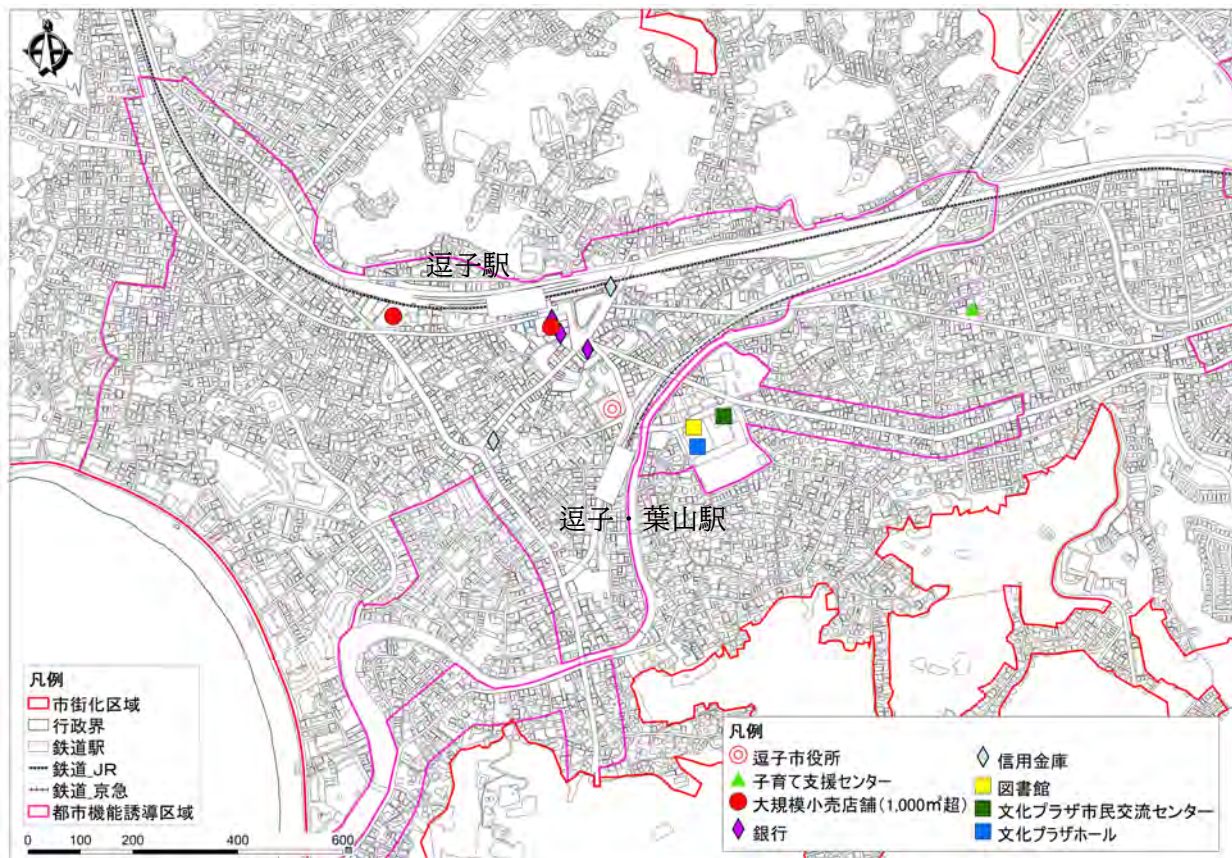 逗子駅
逗子・葉山駅
凡例
市街化区域
行政界
鉄道駅
鉄道_JR
鉄道_京急
都市機能誘導区域
0 100 200 400 600
凡例
逗子市役所
子育て支援センター
大規模小売店舗(1,000㎡超)
銀行
信用金庫
図書館
文化プラザ市民交流センター
文化プラザホール